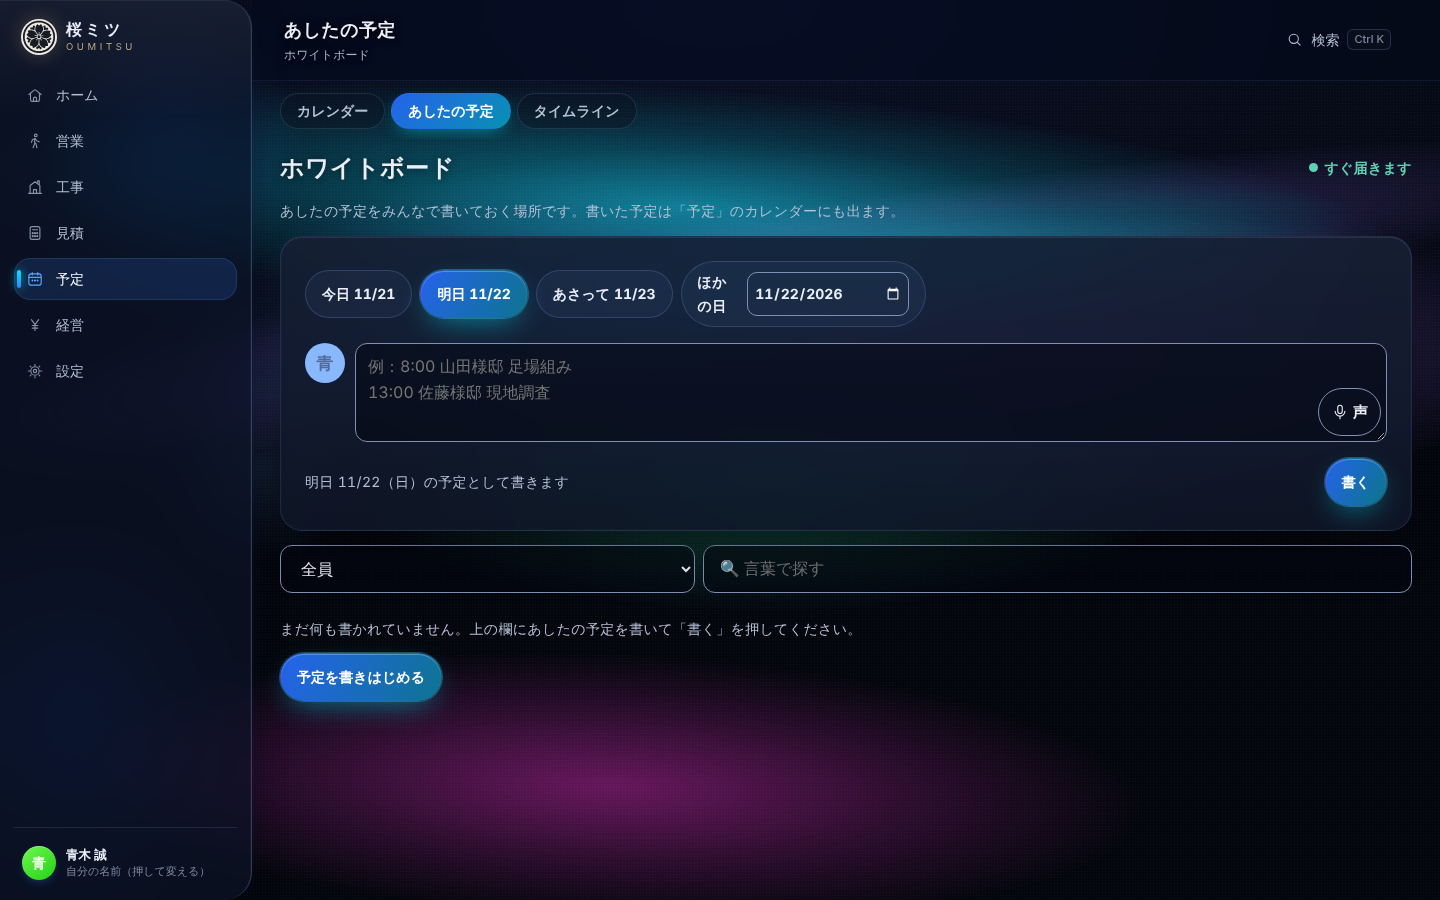 桜ミツ
OUMITSU
ホーム
営業
工事
見積
予定
経営
設定
青
青木 誠
自分の名前（押して変える）
あしたの予定
ホワイトボード
検索 Ctrl K
カレンダー あしたの予定 タイムライン
ホワイトボード
すぐ届きます
あしたの予定をみんなで書いておく場所です。書いた予定は「予定」のカレンダーにも出ます。
今日 11/21 明日 11/22 あさって 11/23
ほか
の日
11/22/2026
青
例：8:00 山田様邸 足場組み
13:00 佐藤様邸 現地調査
声
明日 11/22（日）の予定として書きます
書く
全員
言葉で探す
まだ何も書かれていません。上の欄にあしたの予定を書いて「書く」を押してください。
予定を書きはじめる